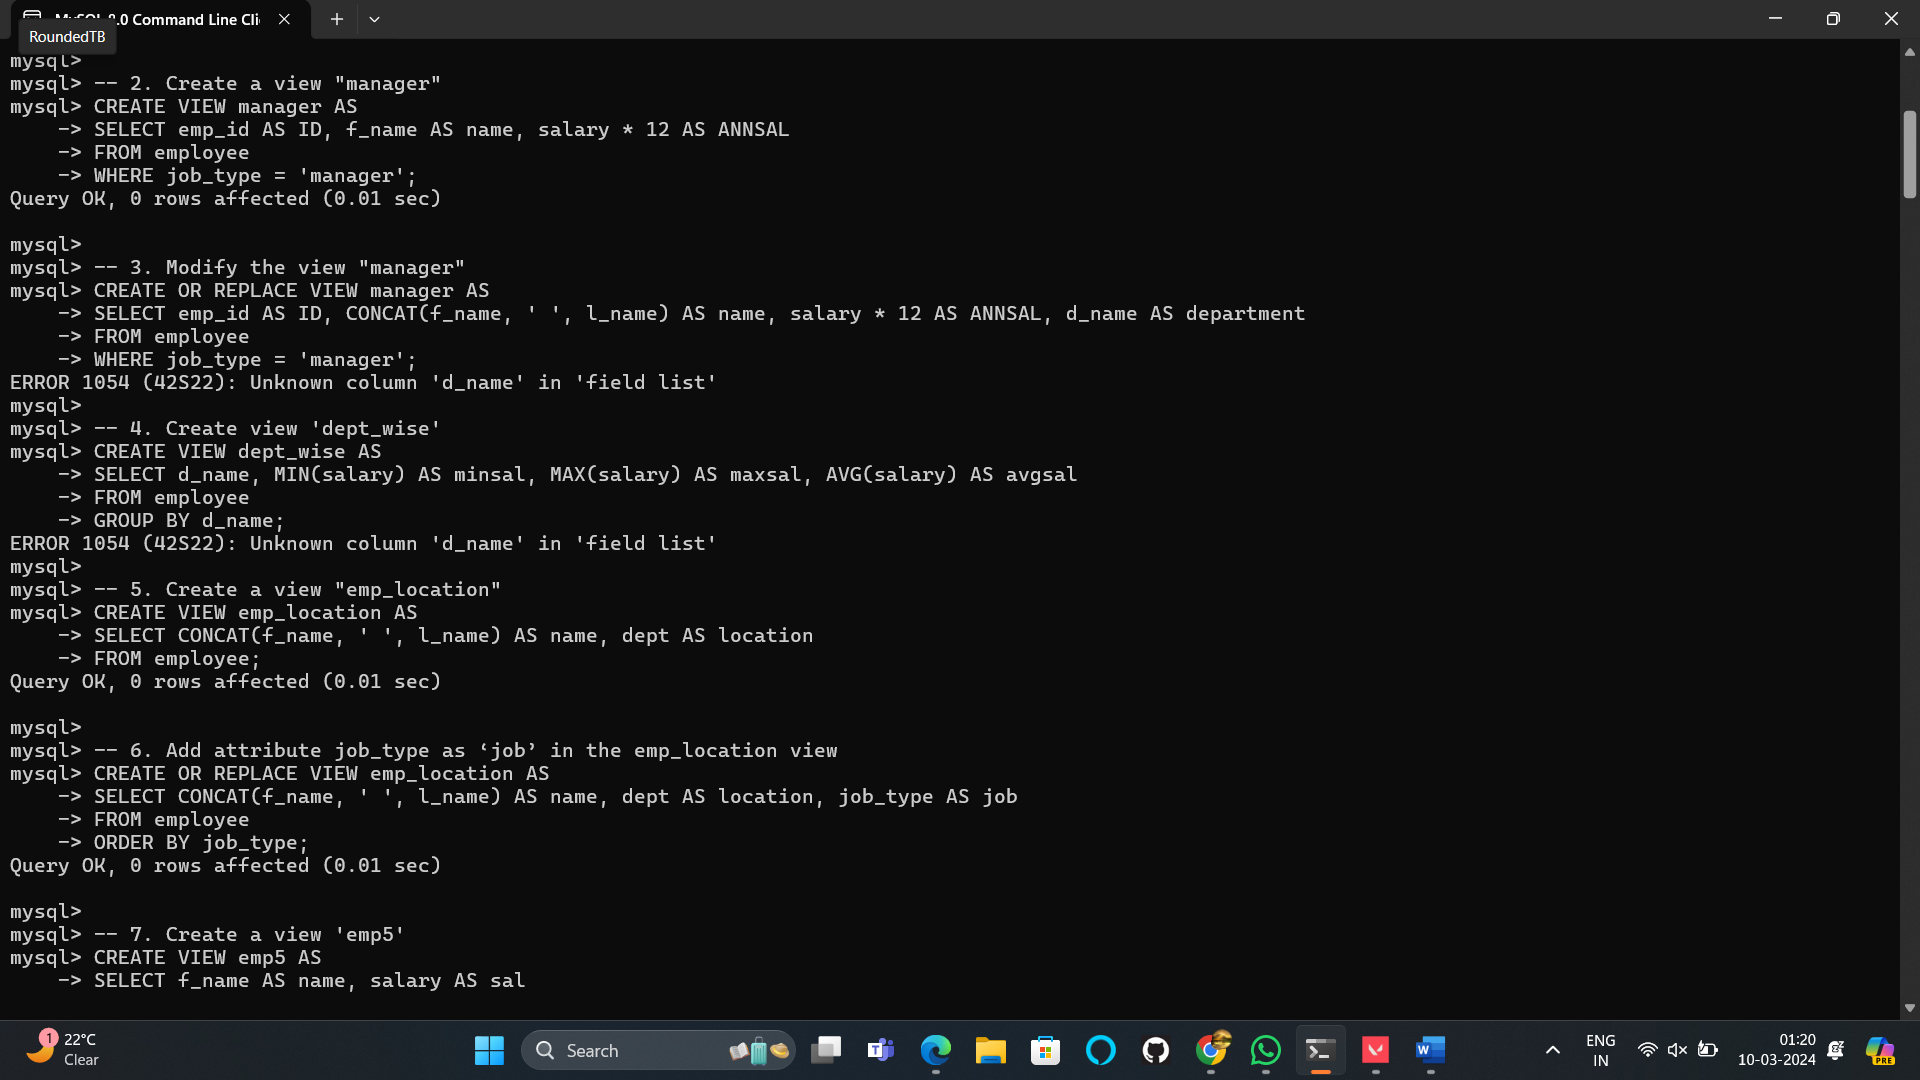 MySQL 8.0 Command Line Cli
RoundedTB
mysql>
mysql> -- 2. Create a view "manager"
mysql> CREATE VIEW manager AS
    -> SELECT emp_id AS ID, f_name AS name, salary * 12 AS ANNSAL
    -> FROM employee
    -> WHERE job_type = 'manager';
Query OK, 0 rows affected (0.01 sec)
mysql>
mysql> -- 3. Modify the view "manager"
mysql> CREATE OR REPLACE VIEW manager AS
    -> SELECT emp_id AS ID, CONCAT(f_name, ' ', l_name) AS name, salary * 12 AS ANNSAL, d_name AS department
    -> FROM employee
    -> WHERE job_type = 'manager';
ERROR 1054 (42S22): Unknown column 'd_name' in 'field list'
mysql>
mysql> -- 4. Create view 'dept_wise'
mysql> CREATE VIEW dept_wise AS
    -> SELECT d_name, MIN(salary) AS minsal, MAX(salary) AS maxsal, AVG(salary) AS avgsal
    -> FROM employee
    -> GROUP BY d_name;
ERROR 1054 (42S22): Unknown column 'd_name' in 'field list'
mysql>
mysql> -- 5. Create a view "emp_location"
mysql> CREATE VIEW emp_location AS
    -> SELECT CONCAT(f_name, ' ', l_name) AS name, dept AS location
    -> FROM employee;
Query OK, 0 rows affected (0.01 sec)
mysql>
mysql> -- 6. Add attribute job_type as ‘job’ in the emp_location view
mysql> CREATE OR REPLACE VIEW emp_location AS
    -> SELECT CONCAT(f_name, ' ', l_name) AS name, dept AS location, job_type AS job
    -> FROM employee
    -> ORDER BY job_type;
Query OK, 0 rows affected (0.01 sec)
mysql>
mysql> -- 7. Create a view 'emp5'
mysql> CREATE VIEW emp5 AS
    -> SELECT f_name AS name, salary AS sal
1
22°C
Clear
Search
ENG
IN
01:20
10-03-2024
PRE